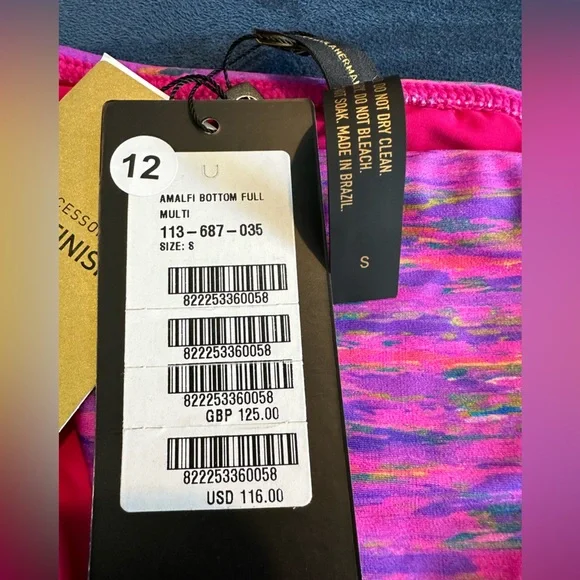 12
AMALFI BOTTOM FULL
MULTI
113-687-035
SIZE: S
822253360058
822253360058
822253360058
GBP 125.00
822253360058
USD 116.00
DO NOT DRY CLEAN.
DO NOT BLEACH.
SOAK. MADE IN BRAZIL.
S